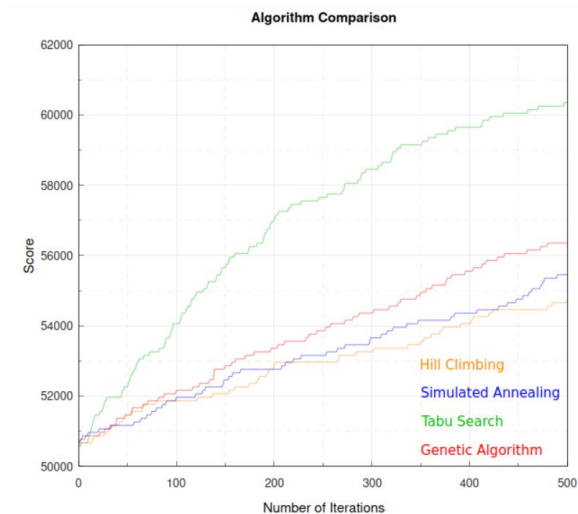 Algorithm Comparison
62000
60000
58000
56000
54000
52000
50000
Score
0 100 200 300 400 500
Number of Iterations
Hill Climbing
Simulated Annealing
Tabu Search
Genetic Algorithm